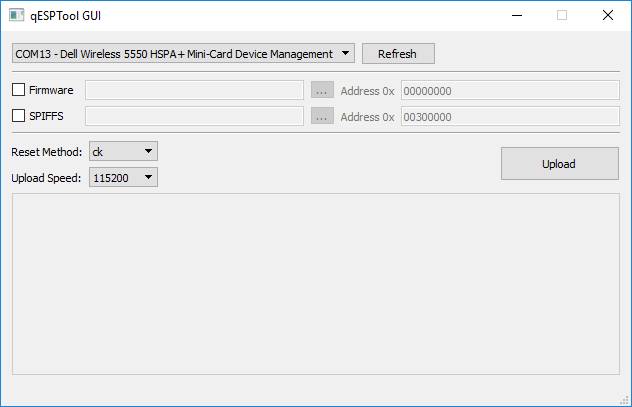 qESPTool GUI
COM13 - Dell Wireless 5550 HSPA+ Mini-Card Device Management Refresh
Firmware ... Address 0x 00000000
SPIFFS ... Address 0x 00300000
Reset Method: ck
Upload
Upload Speed: 115200